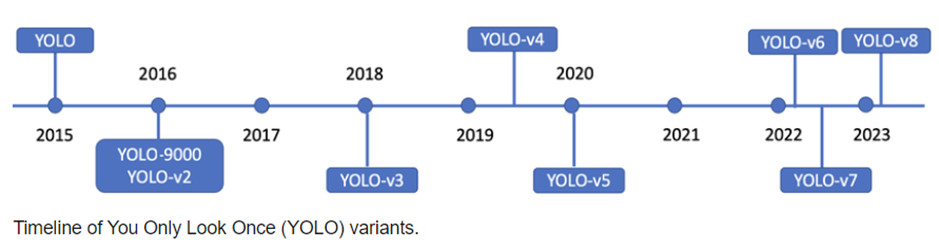 YOLO
YOLO-v4
YOLO-v6
YOLO-v8
2016
2018
2020
2015
2017
2019
2021
2022
2023
YOLO-9000
YOLO-v2
YOLO-v3
YOLO-v5
YOLO-v7
Timeline of You Only Look Once (YOLO) variants.